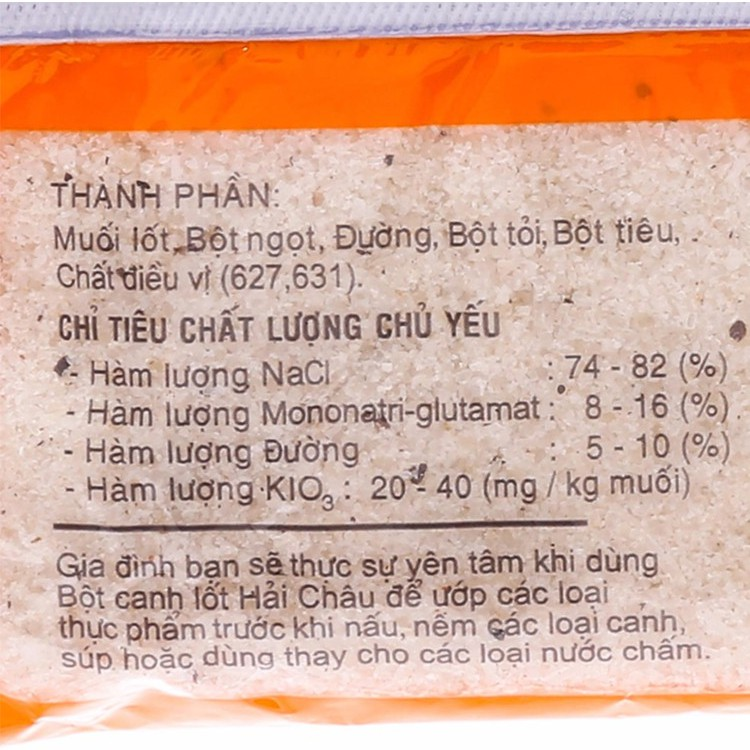 THÀNH PHẦN:
Muối lốt, Bột ngọt, Đường, Bột tỏi, Bột tiêu,
Chất điều vị (627,631).
CHỈ TIÊU CHẤT LƯỢNG CHỦ YẾU
- Hàm lượng NaCl : 74 - 82 (%)
- Hàm lượng Mononatri-glutamat : 8 - 16 (%)
- Hàm lượng Đường : 5 - 10 (%)
- Hàm lượng KIO₃ : 20 - 40 (mg / kg muối)
Gia đình bạn sẽ thực sự yên tâm khi dùng
Bột canh lốt Hải Châu để ướp các loại
thực phẩm trước khi nấu, nêm các loại canh,
súp hoặc dùng thay cho các loại nước chấm.